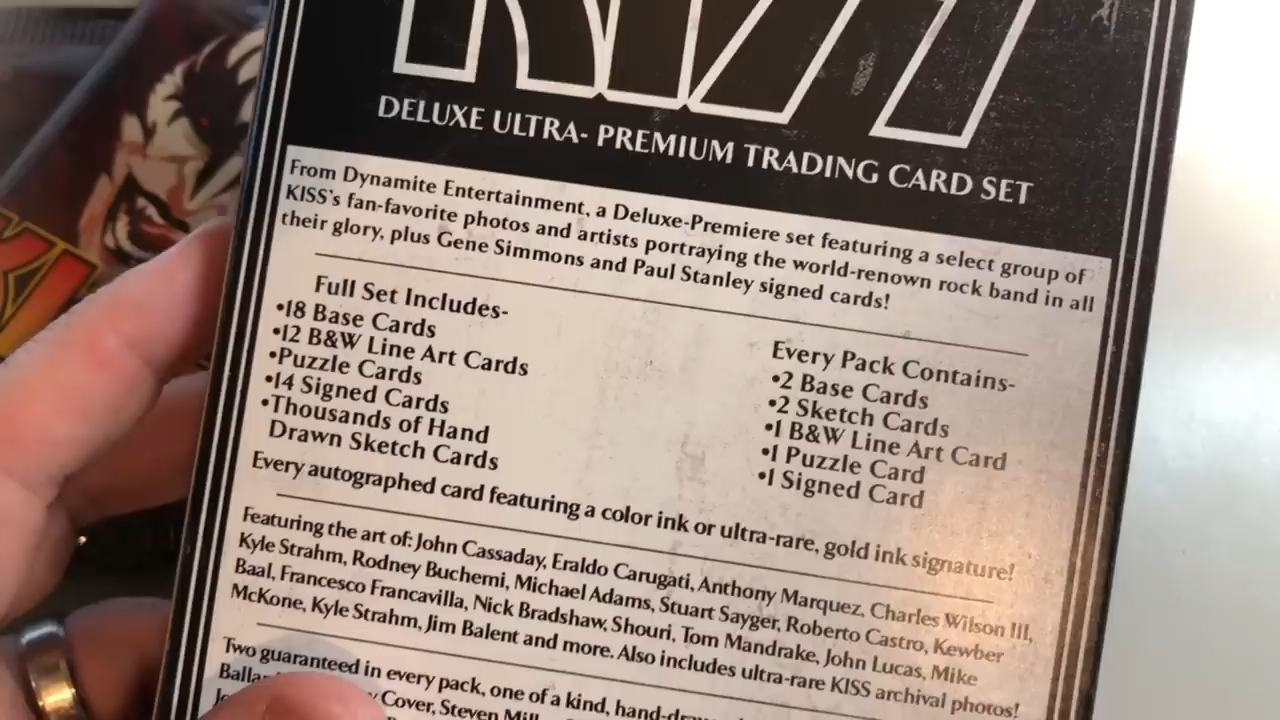 KISS
DELUXE ULTRA- PREMIUM TRADING CARD SET
From Dynamite Entertainment, a Deluxe-Premiere set featuring a select group of
KISS's fan-favorite photos and artists portraying the world-renown rock band in all
their glory, plus Gene Simmons and Paul Stanley signed cards!
Full Set Includes-
•18 Base Cards
•12 B&W Line Art Cards
•Puzzle Cards
•14 Signed Cards
•Thousands of Hand
Drawn Sketch Cards
Every Pack Contains-
•2 Base Cards
•2 Sketch Cards
•1 B&W Line Art Card
•1 Puzzle Card
•1 Signed Card
Every autographed card featuring a color ink or ultra-rare, gold ink signature!
Featuring the art of: John Cassaday, Eraldo Carugati, Anthony Marquez, Charles Wilson III,
Kyle Strahm, Rodney Buchemi, Michael Adams, Stuart Sayger, Roberto Castro, Kewber
Baal, Francesco Francavilla, Nick Bradshaw, Shouri, Tom Mandrake, John Lucas, Mike
McKone, Kyle Strahm, Jim Balent and more. Also includes ultra-rare KISS archival photos!
Two guaranteed in every pack, one of a kind,
Cover, Steven